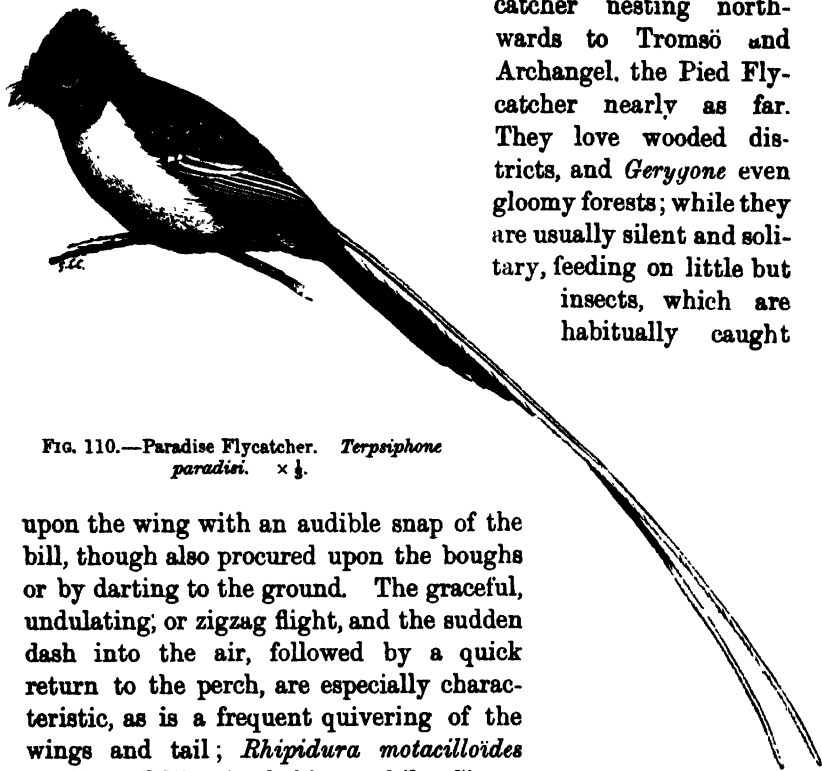 catcher nesting north-
wards to Tromsö and
Archangel, the Pied Fly-
catcher nearly as far.
They love wooded dis-
tricts, and Gerygone even
gloomy forests; while they
are usually silent and soli-
tary, feeding on little but
insects, which are
habitually caught
FIG. 110.—Paradise Flycatcher. Terpsiphone
paradisi. ×
upon the wing with an audible snap of the
bill, though also procured upon the boughs
or by darting to the ground. The graceful,
undulating, or zigzag flight, and the sudden
dash into the air, followed by a quick
return to the perch, are especially charac-
teristic, as is a frequent quivering of the
wings and tail; Rhipidura motacilloïdes